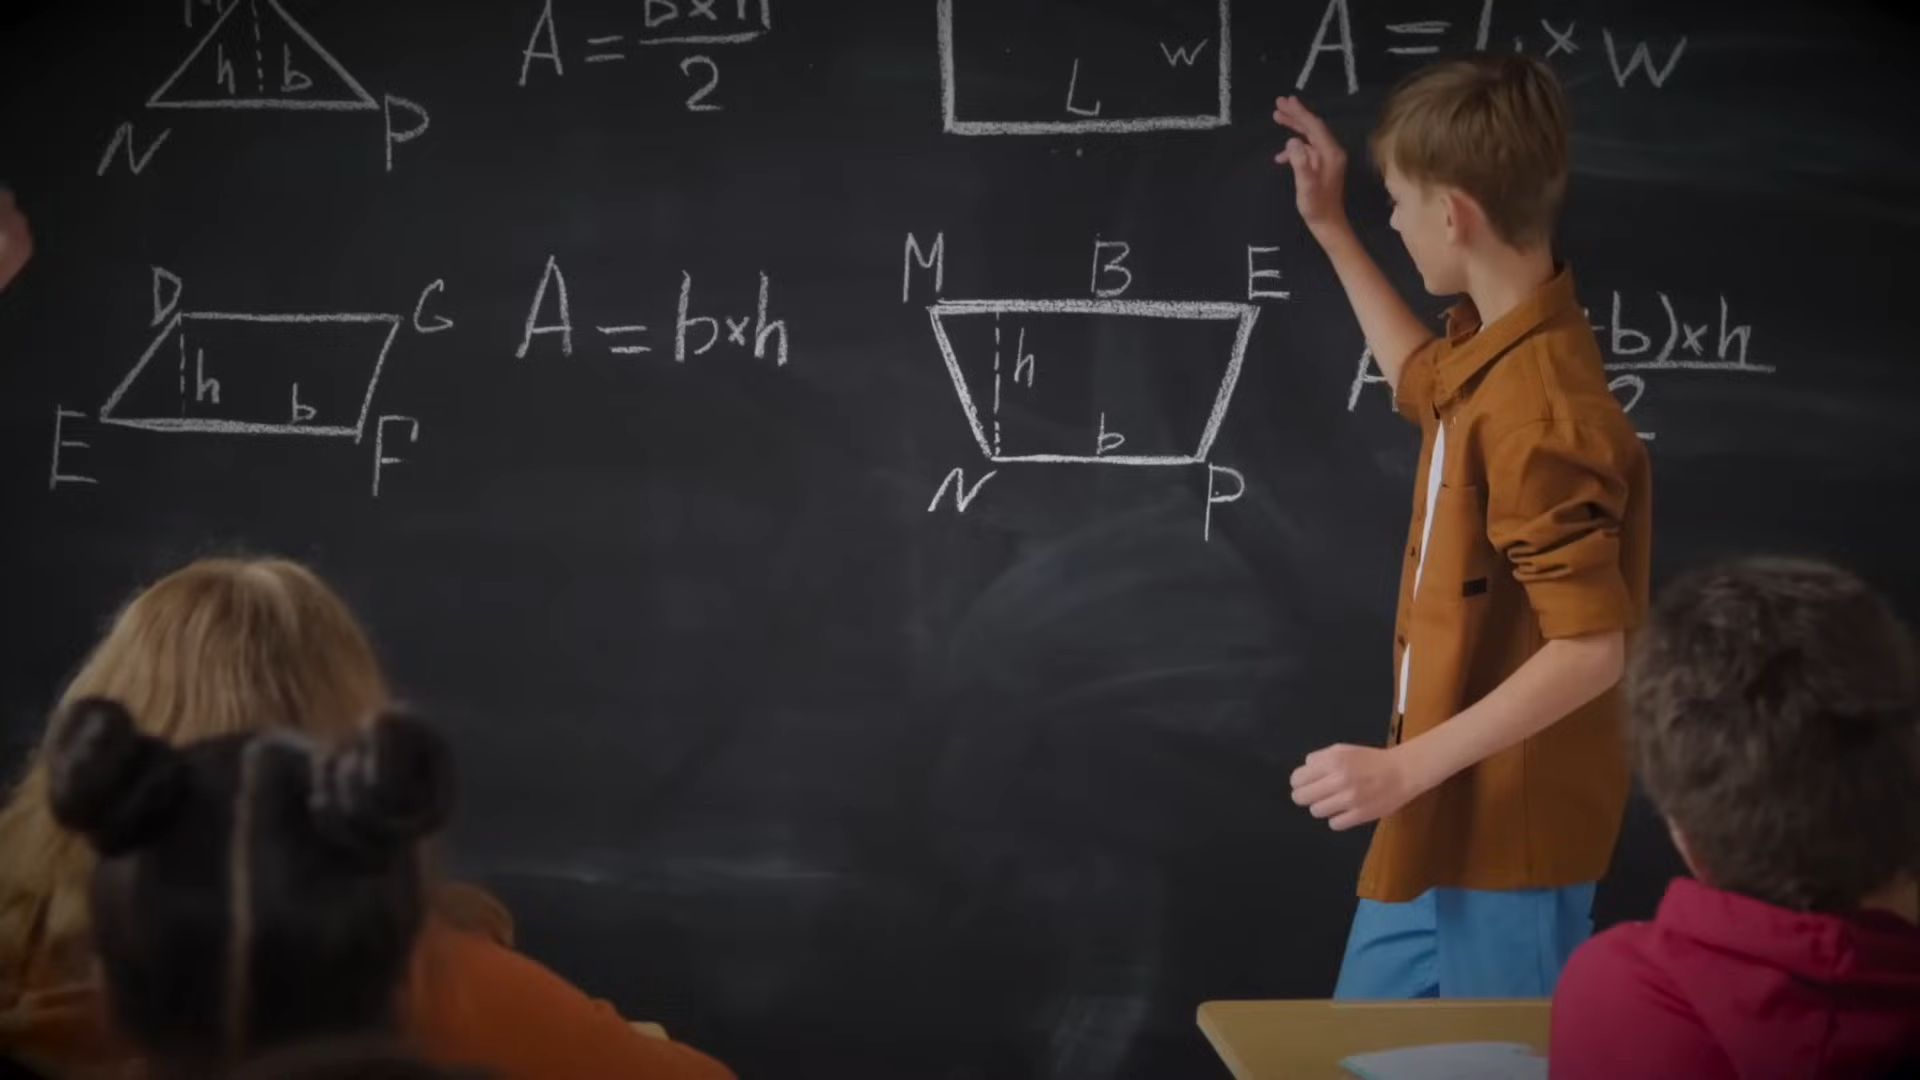 M
h b
N P
A = b×h
2
L w
A = L × w
D G
h b
E F
A = b×h
M B E
h
b
N P
A b)×h
2